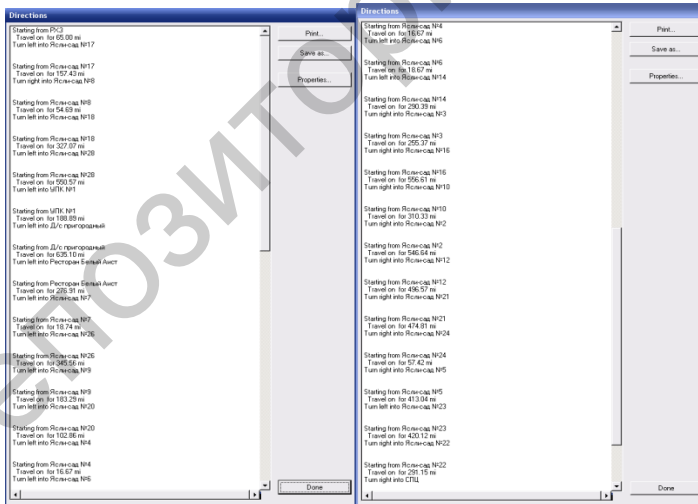 Directions
Starting from РХЗ
Travel on for 65.00 mi
Turn left into Ясли-сад №17
Starting from Ясли-сад №17
Travel on for 157.43 mi
Turn right into Ясли-сад №8
Starting from Ясли-сад №8
Travel on for 54.69 mi
Turn left into Ясли-сад №18
Starting from Ясли-сад №18
Travel on for 327.07 mi
Turn left into Ясли-сад №28
Starting from Ясли-сад №28
Travel on for 550.57 mi
Turn left into УПК №1
Starting from УПК №1
Travel on for 188.89 mi
Turn left into Д/с пригородный
Starting from Д/с пригородный
Travel on for 635.10 mi
Turn left into Ресторан Белый Аист
Starting from Ресторан Белый Аист
Travel on for 276.91 mi
Turn left into Ясли-сад №7
Starting from Ясли-сад №7
Travel on for 18.74 mi
Turn left into Ясли-сад №26
Starting from Ясли-сад №26
Travel on for 345.56 mi
Turn left into Ясли-сад №9
Starting from Ясли-сад №9
Travel on for 183.29 mi
Turn left into Ясли-сад №20
Starting from Ясли-сад №20
Travel on for 102.86 mi
Turn left into Ясли-сад №4
Starting from Ясли-сад №4
Travel on for 16.67 mi
Turn left into Ясли-сад №6
Print...
Save as...
Properties...
Done
Directions
Starting from Ясли-сад №4
Travel on for 16.67 mi
Turn left into Ясли-сад №6
Starting from Ясли-сад №6
Travel on for 18.67 mi
Turn left into Ясли-сад №14
Starting from Ясли-сад №14
Travel on for 290.39 mi
Turn right into Ясли-сад №3
Starting from Ясли-сад №3
Travel on for 255.37 mi
Turn right into Ясли-сад №16
Starting from Ясли-сад №16
Travel on for 556.61 mi
Turn right into Ясли-сад №10
Starting from Ясли-сад №10
Travel on for 310.33 mi
Turn right into Ясли-сад №2
Starting from Ясли-сад №2
Travel on for 546.64 mi
Turn right into Ясли-сад №12
Starting from Ясли-сад №12
Travel on for 496.57 mi
Turn right into Ясли-сад №21
Starting from Ясли-сад №21
Travel on for 474.81 mi
Turn right into Ясли-сад №24
Starting from Ясли-сад №24
Travel on for 57.42 mi
Turn right into Ясли-сад №5
Starting from Ясли-сад №5
Travel on for 413.04 mi
Turn left into Ясли-сад №23
Starting from Ясли-сад №23
Travel on for 420.12 mi
Turn right into Ясли-сад №22
Starting from Ясли-сад №22
Travel on for 291.15 mi
Turn right into СПЦ
Print...
Save as...
Properties...
Done